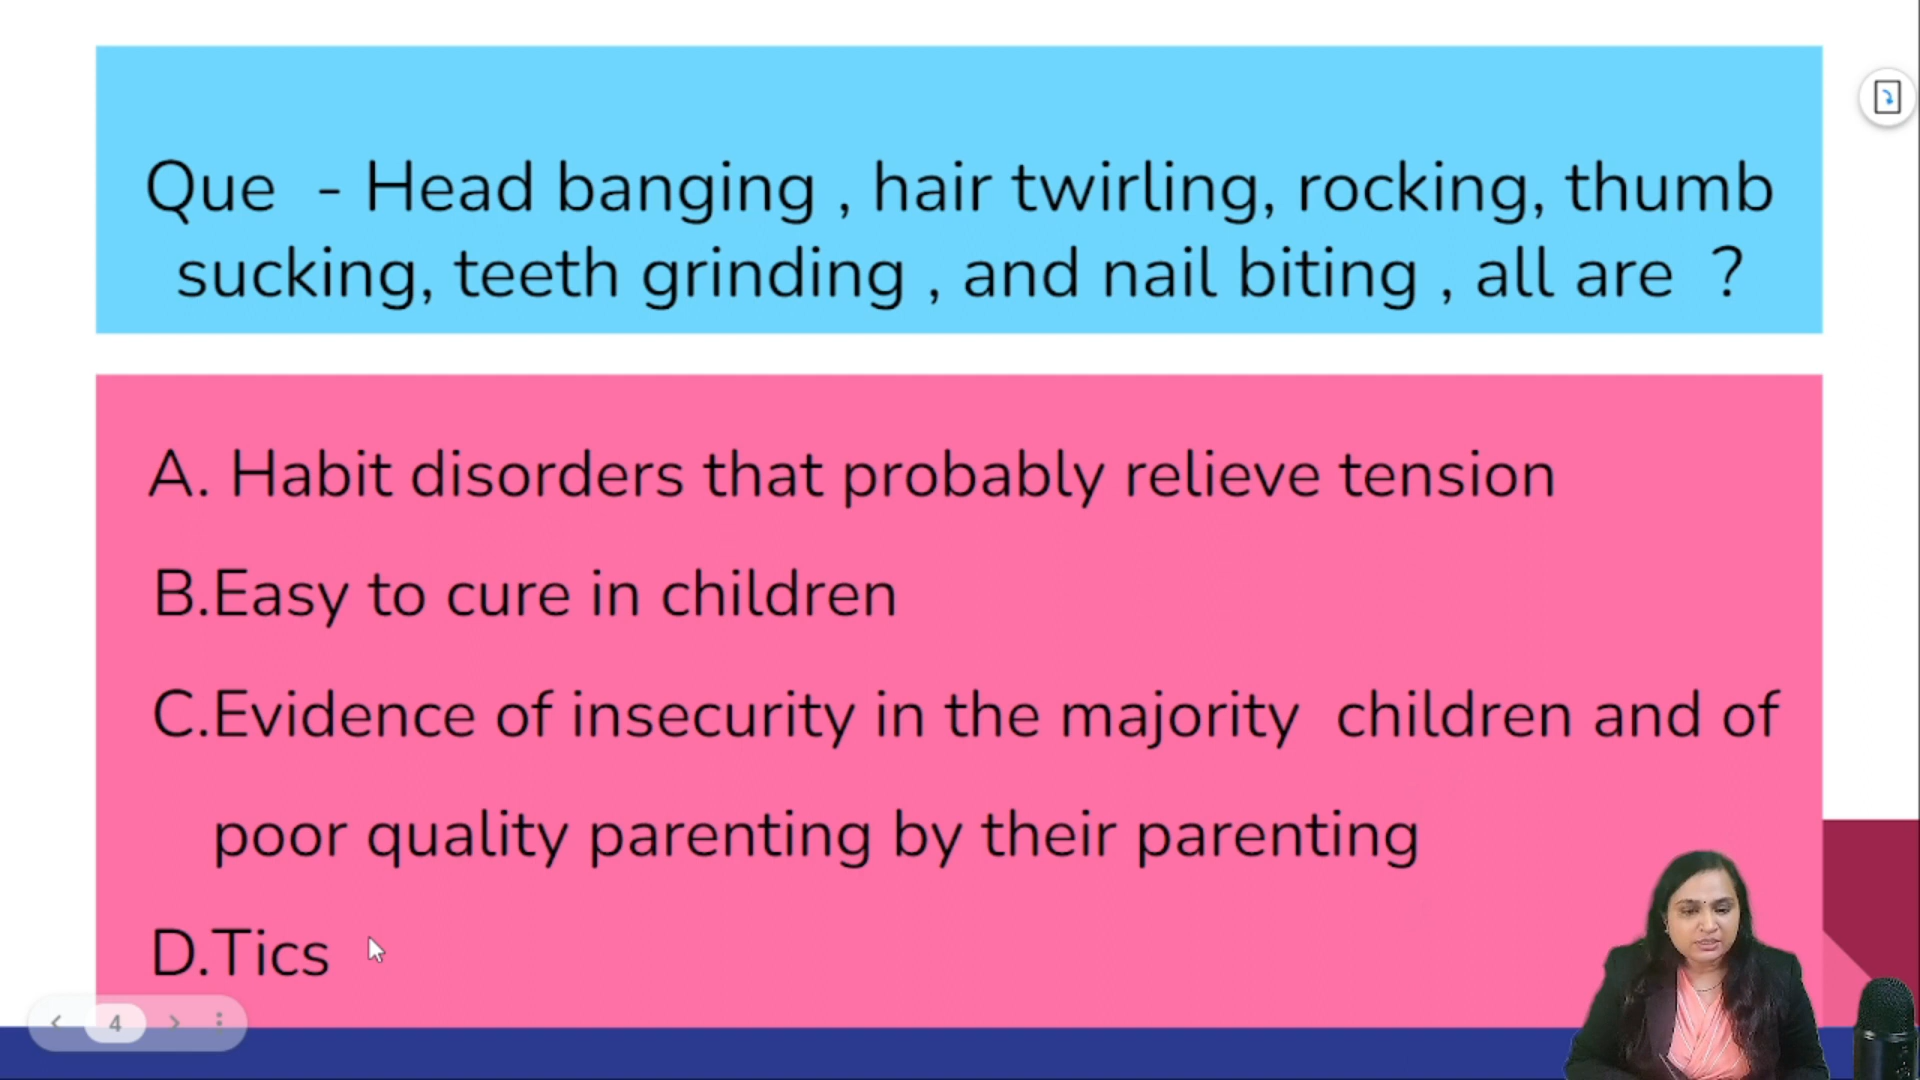 Que - Head banging , hair twirling, rocking, thumb
sucking, teeth grinding , and nail biting , all are ?
A. Habit disorders that probably relieve tension
B.Easy to cure in children
C.Evidence of insecurity in the majority children and of
poor quality parenting by their parenting
D.Tics
4